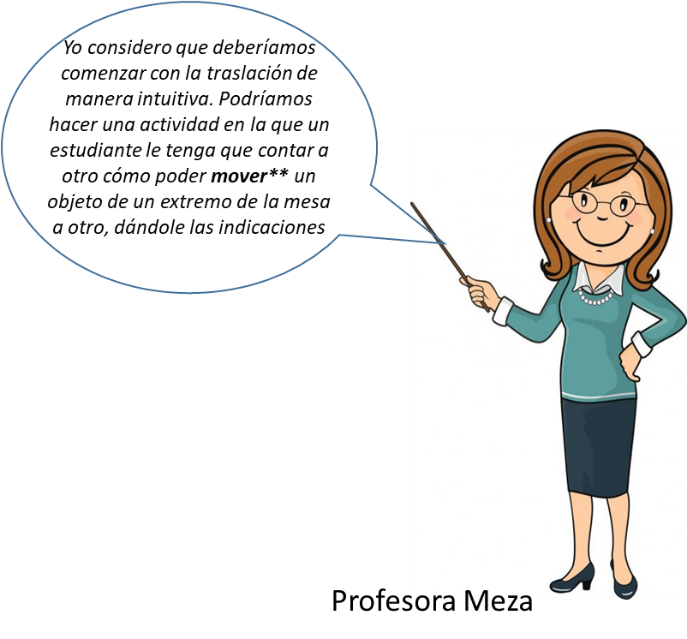 Yo considero que deberíamos
comenzar con la traslación de
manera intuitiva. Podríamos
hacer una actividad en la que un
estudiante le tenga que contar a
otro cómo poder mover** un
objeto de un extremo de la mesa
a otro, dándole las indicaciones
Profesora Meza